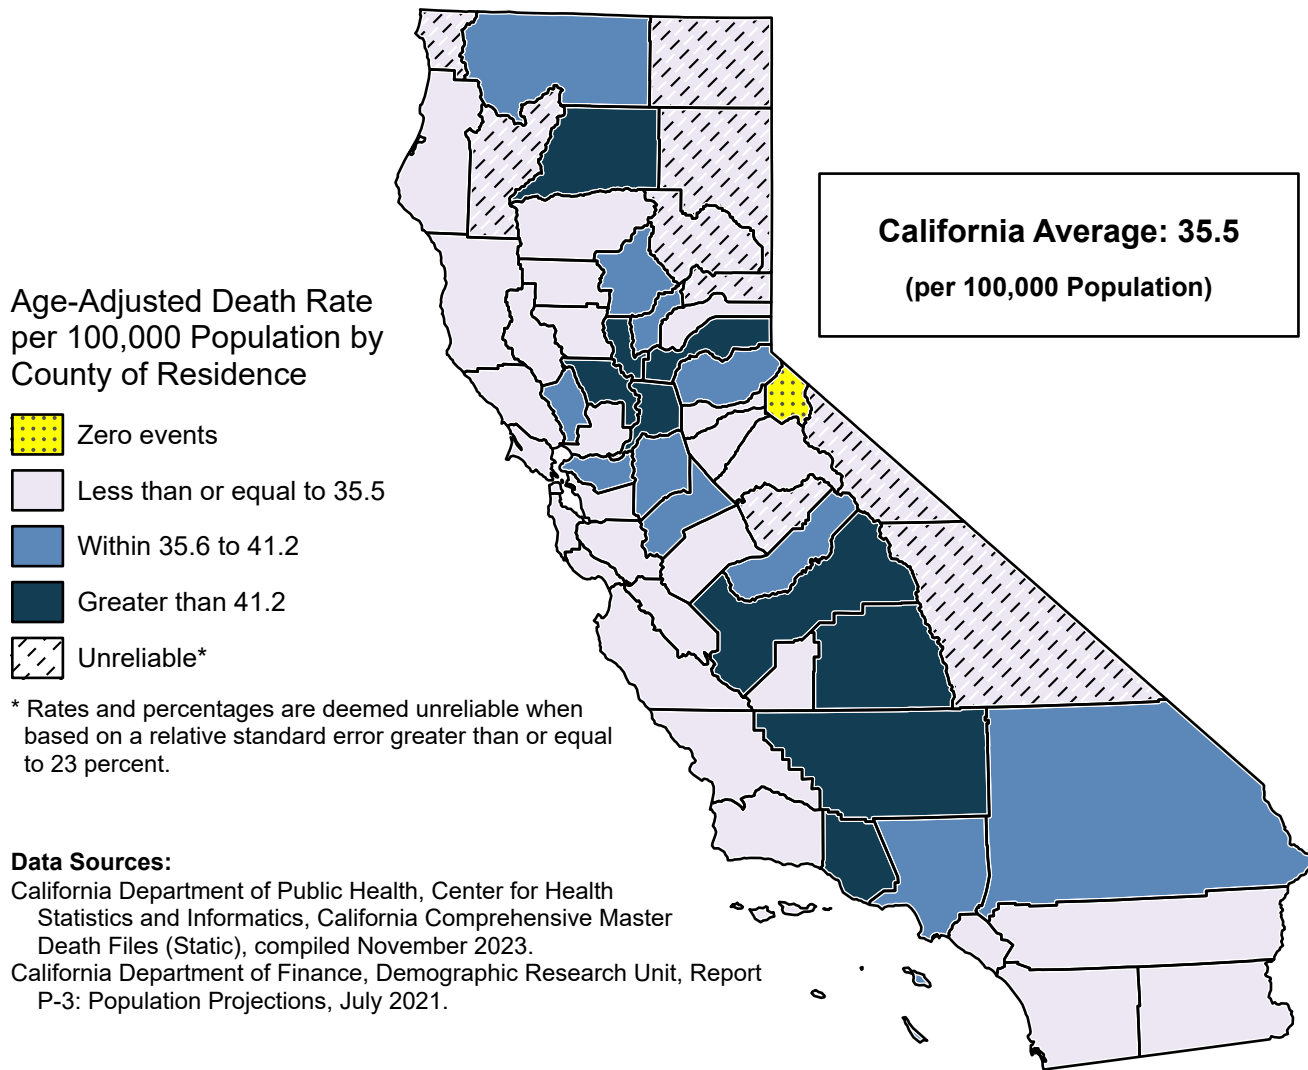 California Average: 35.5
(per 100,000 Population)
Age-Adjusted Death Rate
per 100,000 Population by
County of Residence
Zero events
Less than or equal to 35.5
Within 35.6 to 41.2
Greater than 41.2
Unreliable*
* Rates and percentages are deemed unreliable when
based on a relative standard error greater than or equal
to 23 percent.
Data Sources:
California Department of Public Health, Center for Health
Statistics and Informatics, California Comprehensive Master
Death Files (Static), compiled November 2023.
California Department of Finance, Demographic Research Unit, Report
P-3: Population Projections, July 2021.